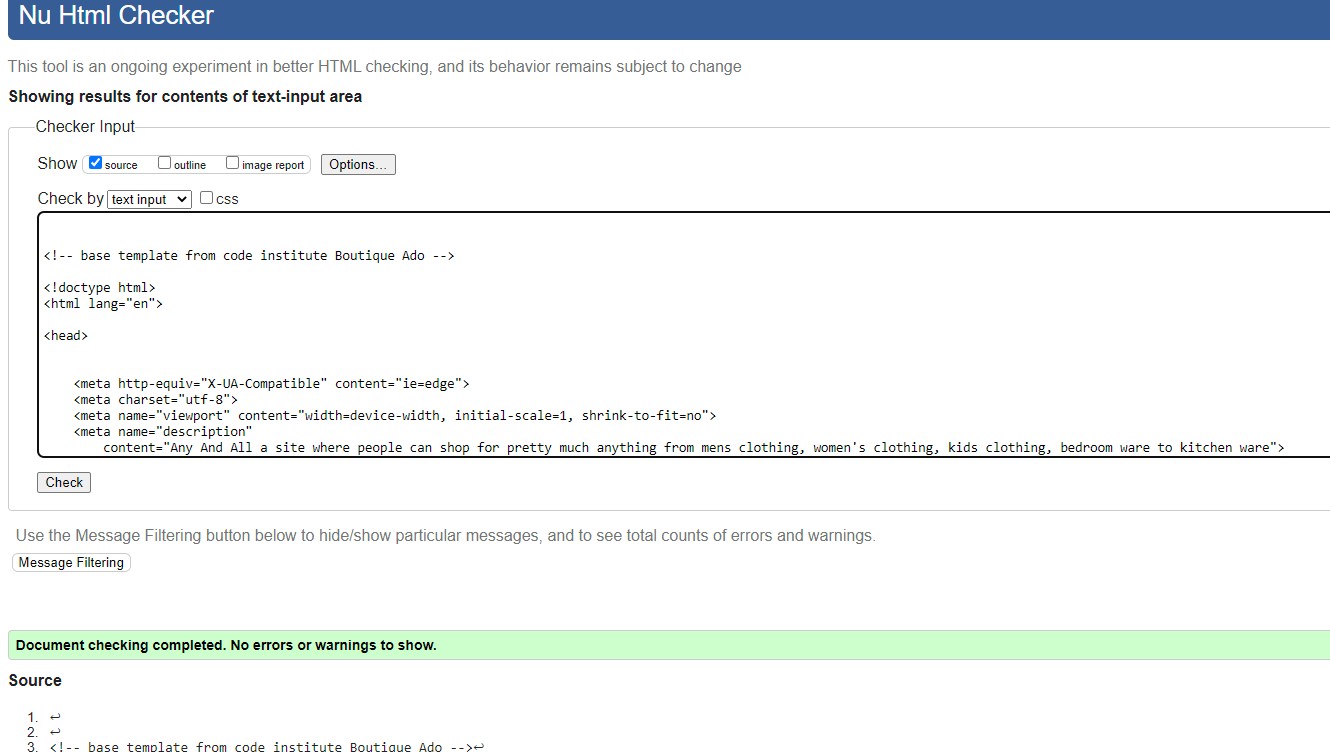 Nu Html Checker
This tool is an ongoing experiment in better HTML checking, and its behavior remains subject to change
Showing results for contents of text-input area
Checker Input
Show source outline image report Options...
Check by text input css
<!-- base template from code institute Boutique Ado -->
<!doctype html>
<html lang="en">
<head>
<meta http-equiv="X-UA-Compatible" content="ie=edge">
<meta charset="utf-8">
<meta name="viewport" content="width=device-width, initial-scale=1, shrink-to-fit=no">
<meta name="description"
content="Any And All a site where people can shop for pretty much anything from mens clothing, women's clothing, kids clothing, bedroom ware to kitchen ware">
Check
Use the Message Filtering button below to hide/show particular messages, and to see total counts of errors and warnings.
Message Filtering
Document checking completed. No errors or warnings to show.
Source
1. ↩
2. ↩
3. <!-- base template from code institute Boutique Ado -->↩